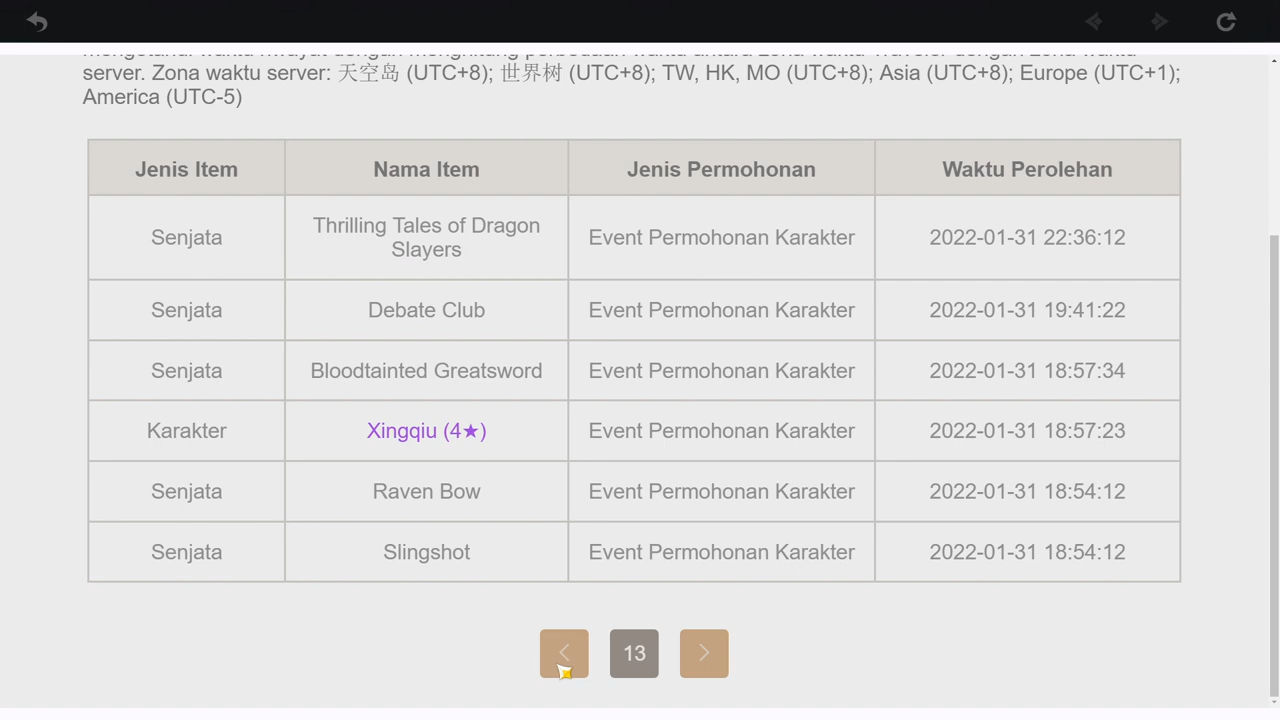 server. Zona waktu server: 天空岛 (UTC+8); 世界树 (UTC+8); TW, HK, MO (UTC+8); Asia (UTC+8); Europe (UTC+1);
America (UTC-5)
Jenis Item Nama Item Jenis Permohonan Waktu Perolehan
Senjata Thrilling Tales of Dragon Slayers Event Permohonan Karakter 2022-01-31 22:36:12
Senjata Debate Club Event Permohonan Karakter 2022-01-31 19:41:22
Senjata Bloodtainted Greatsword Event Permohonan Karakter 2022-01-31 18:57:34
Karakter Xingqiu (4★) Event Permohonan Karakter 2022-01-31 18:57:23
Senjata Raven Bow Event Permohonan Karakter 2022-01-31 18:54:12
Senjata Slingshot Event Permohonan Karakter 2022-01-31 18:54:12
13